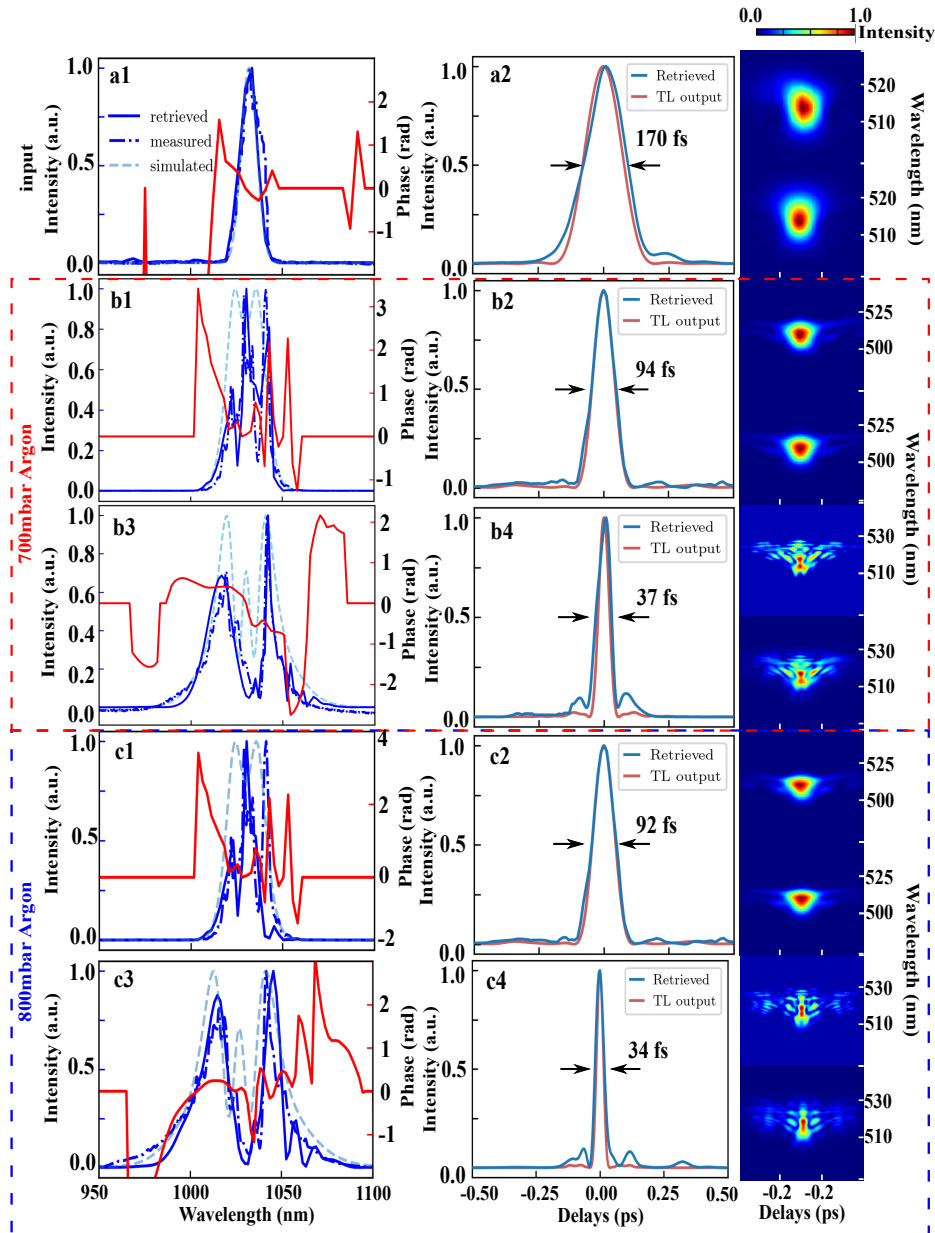 0.0 1.0
Intensity
a1
1.0
0.5
0.0
input
Intensity (a.u.)
retrieved
measured
simulated
2
1
0
-1
Phase (rad)
a2
1.0
0.5
0.0
Intensity (a.u.)
Retrieved
TL output
170 fs
520
510
520
510
Wavelength (nm)
700mbar Argon
b1
1.0
0.8
0.6
0.4
0.2
0.0
Intensity (a.u.)
3
2
1
0
-1
Phase (rad)
b2
1.0
0.5
0.0
Intensity (a.u.)
Retrieved
TL output
94 fs
525
500
525
500
Wavelength (nm)
b3
1.0
0.8
0.6
0.4
0.2
0.0
Intensity (a.u.)
2
1
0
-1
-2
Phase (rad)
b4
1.0
0.5
0.0
Intensity (a.u.)
Retrieved
TL output
37 fs
530
510
530
510
800mbar Argon
c1
1.0
0.5
0.0
Intensity (a.u.)
4
2
0
-2
Phase (rad)
c2
1.0
0.5
0.0
Intensity (a.u.)
Retrieved
TL output
92 fs
525
500
525
500
Wavelength (nm)
c3
1.0
0.5
0.0
Intensity (a.u.)
2
1
0
-1
Phase (rad)
950 1000 1050 1100
Wavelength (nm)
c4
1.0
0.5
0.0
Intensity (a.u.)
Retrieved
TL output
34 fs
-0.50 -0.25 0.00 0.25 0.50
Delays (ps)
530
510
530
510
-0.2 -0.2
Delays (ps)